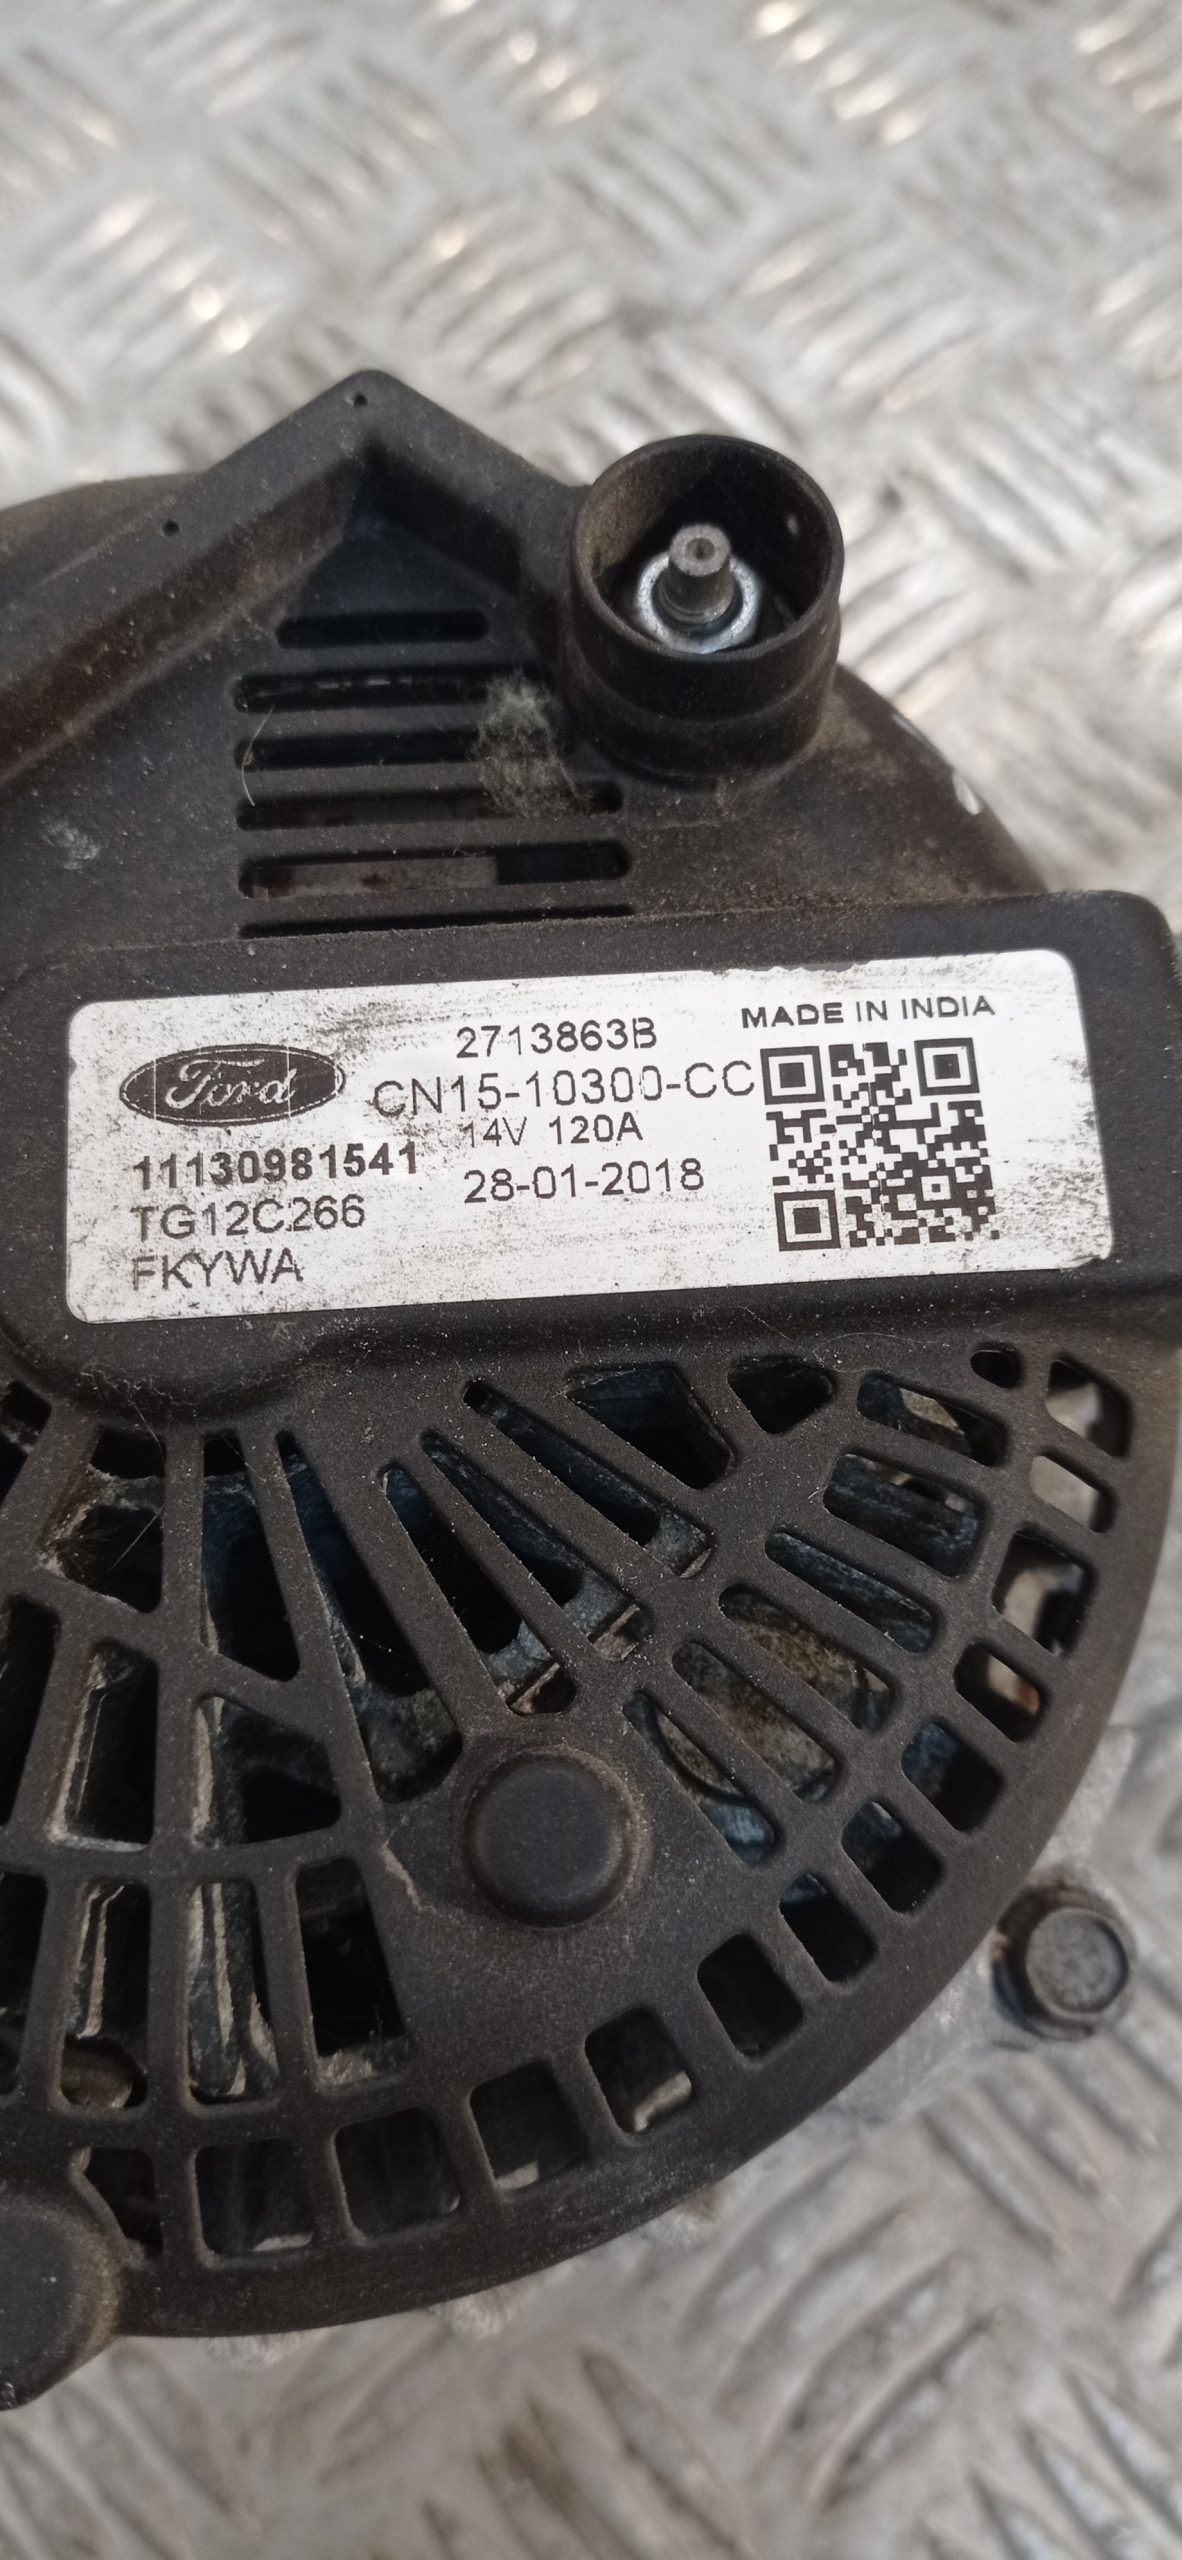 Ford
2713863B
MADE IN INDIA
CN15-10300-CC
14V 120A
11130981541
28-01-2018
TG12C266
FKYWA